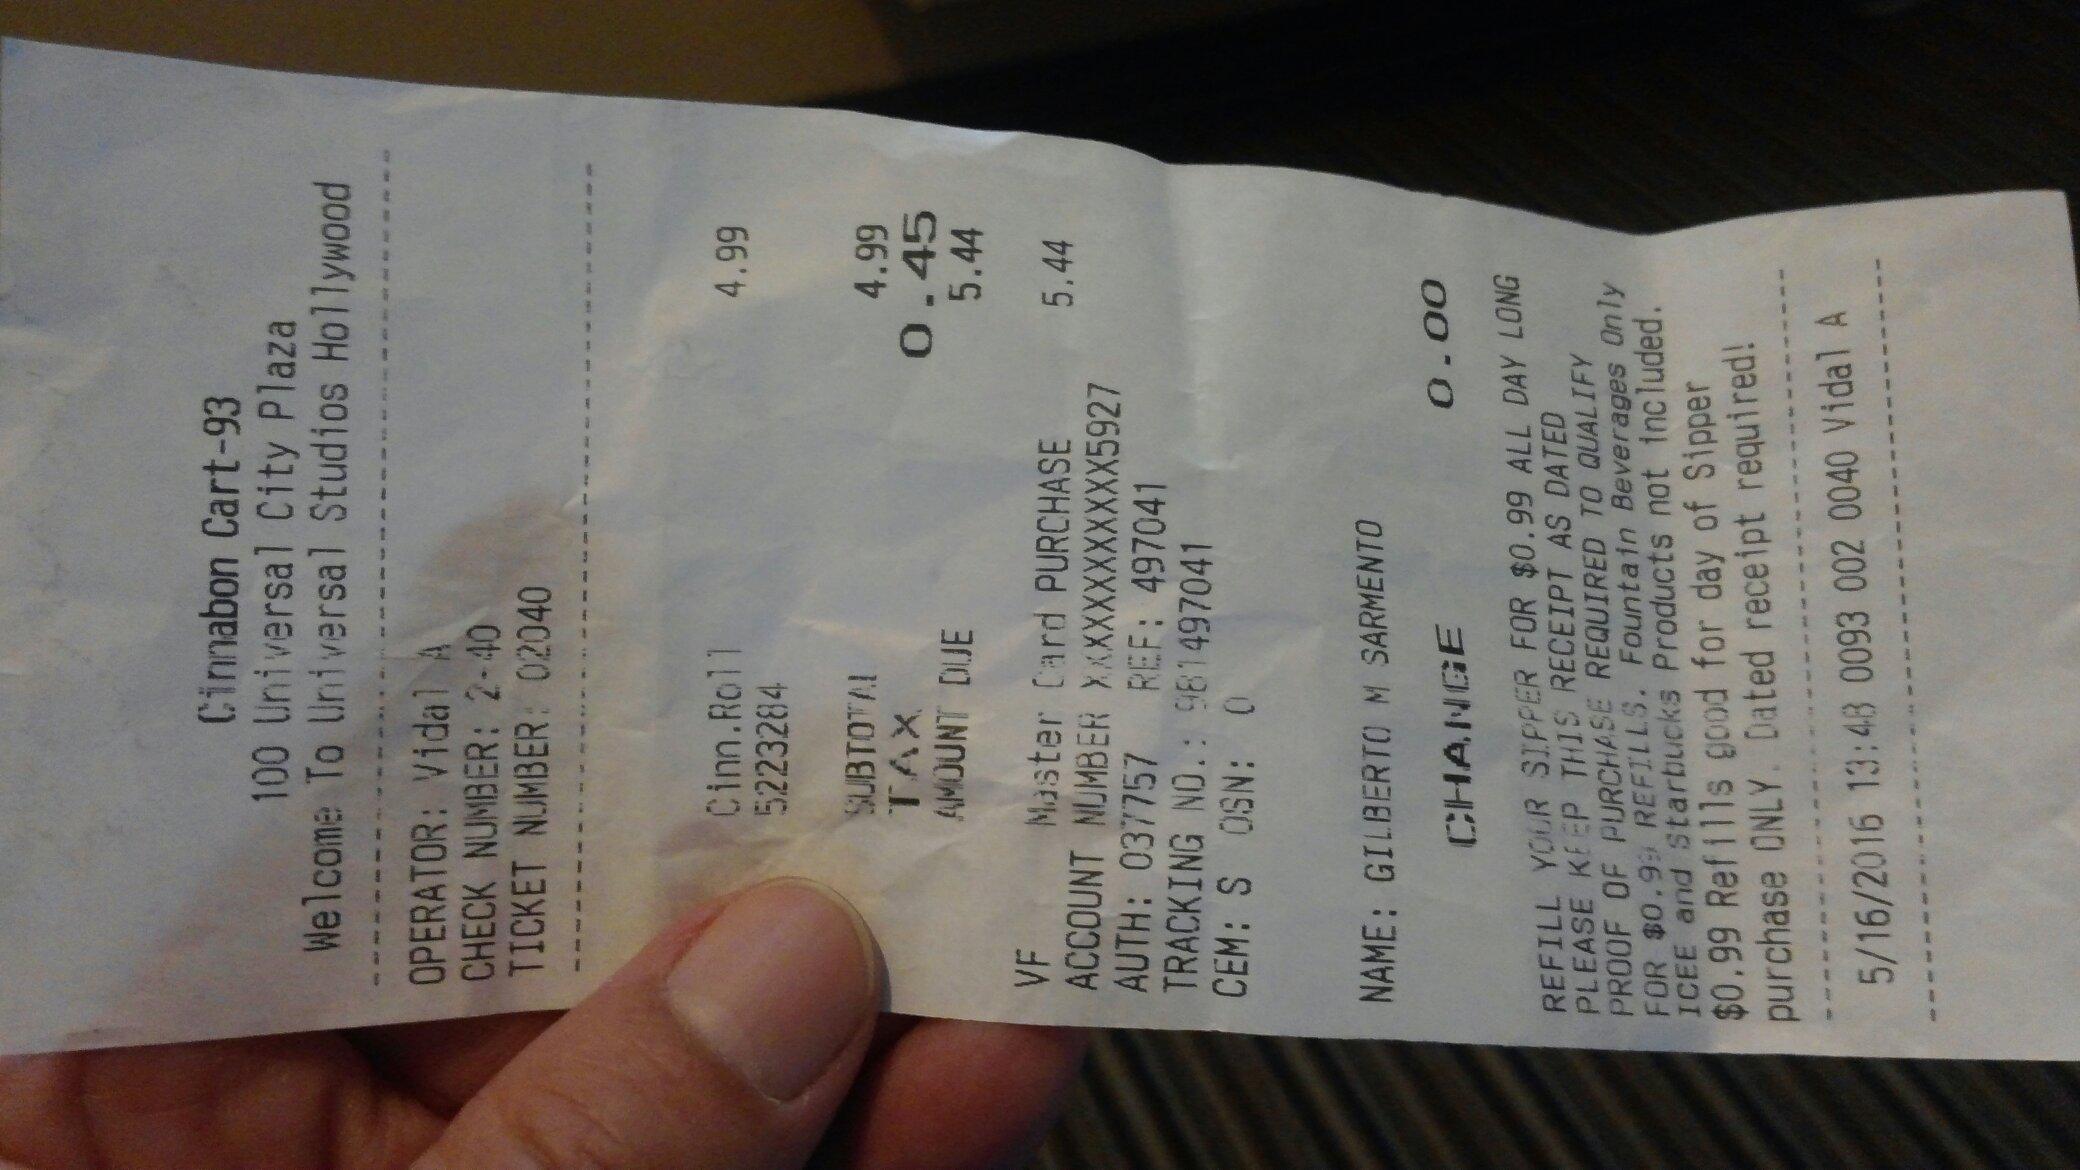 Cinnabon Cart-93
100 Universal City Plaza
Welcome To Universal Studios Hollywood
OPERATOR: Vidal A
CHECK NUMBER: 2-40
TICKET NUMBER: 02040
Cinn.Roll 4.99
5223284
SUBTOTAL 4.99
TAX 0.45
AMOUNT DUE 5.44
VF Master Card PURCHASE 5.44
ACCOUNT NUMBER XXXXXXXXXXXX5927
AUTH: 037757 REF: 497041
TRACKING NO.: 981497041
CEM: S OSN: 0
NAME: GILIBERTO M SARMENTO
CHANGE 0.00
REFILL YOUR SIPPER FOR $0.99 ALL DAY LONG
PLEASE KEEP THIS RECEIPT AS DATED
PROOF OF PURCHASE REQUIRED TO QUALIFY
FOR $0.99 REFILLS. Fountain Beverages Only
ICEE and Starbucks Products not included.
$0.99 Refills good for day of Sipper
purchase ONLY. Dated receipt required!
5/16/2016 13:48 0093 002 0040 Vidal A